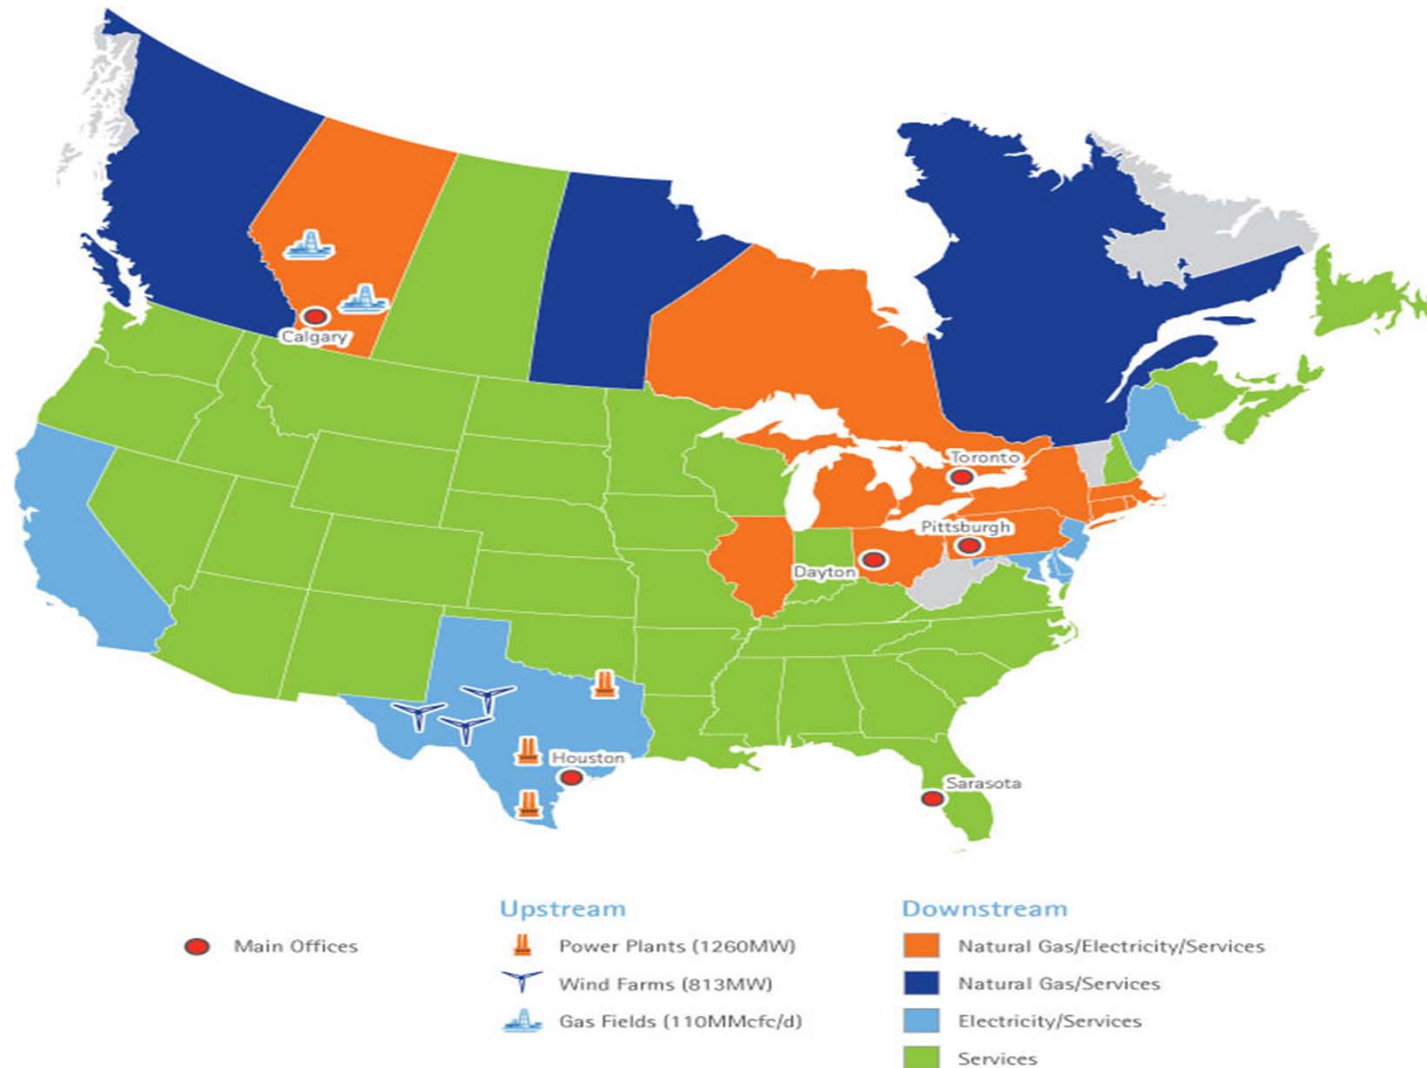 Calgary
Toronto
Pittsburgh
Dayton
Houston
Sarasota
Main Offices
Upstream
Power Plants (1260MW)
Wind Farms (813MW)
Gas Fields (110MMcfc/d)
Downstream
Natural Gas/Electricity/Services
Natural Gas/Services
Electricity/Services
Services